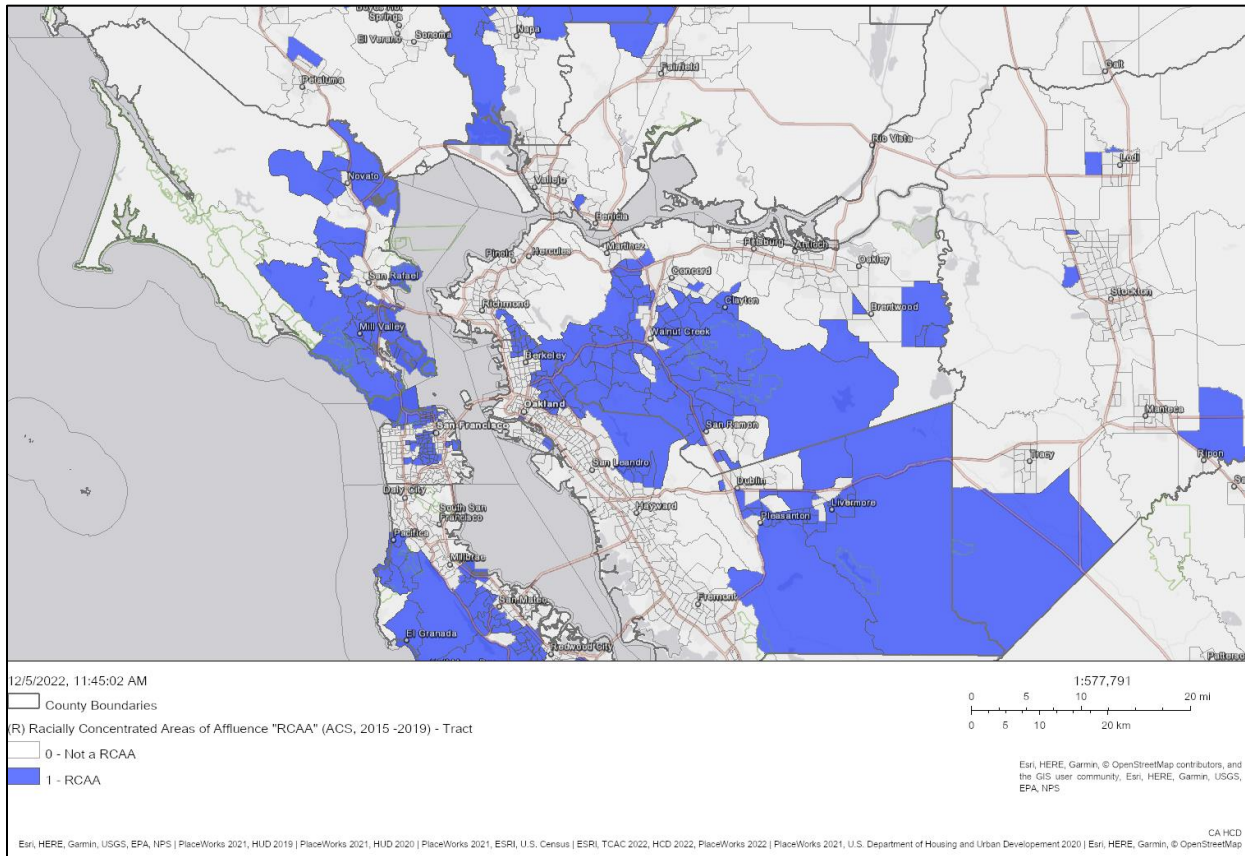 Boyes Hot
Springs
El Verano
Sonoma
Napa
Petaluma
Fairfield
Galt
Rio Vista
Lodi
Novato
Vallejo
Benicia
Pinole
Hercules
Martinez
Pittsburg
Antioch
Oakley
San Rafael
Concord
Richmond
Clayton
Brentwood
Stockton
Mill Valley
Walnut Creek
Berkeley
Oakland
San Francisco
San Ramon
Manteca
San Leandro
Tracy
Ripon
Daly City
Dublin
Livermore
South San
Francisco
Hayward
Pleasanton
Pacifica
Millbrae
San Mateo
Fremont
El Granada
Redwood City
12/5/2022, 11:45:02 AM
1:577,791
County Boundaries
0 5 10 20 mi
(R) Racially Concentrated Areas of Affluence "RCAA" (ACS, 2015 -2019) - Tract
0 5 10 20 km
0 - Not a RCAA
1 - RCAA
Esri, HERE, Garmin, © OpenStreetMap contributors, and
the GIS user community, Esri, HERE, Garmin, USGS,
EPA, NPS
CA HCD
Esri, HERE, Garmin, USGS, EPA, NPS | PlaceWorks 2021, HUD 2019 | PlaceWorks 2021, HUD 2020 | PlaceWorks 2021, ESRI, U.S. Census | ESRI, TCAC 2022, HCD 2022, PlaceWorks 2022 | PlaceWorks 2021, U.S. Department of Housing and Urban Developement 2020 | Esri, HERE, Garmin, © OpenStreetMap